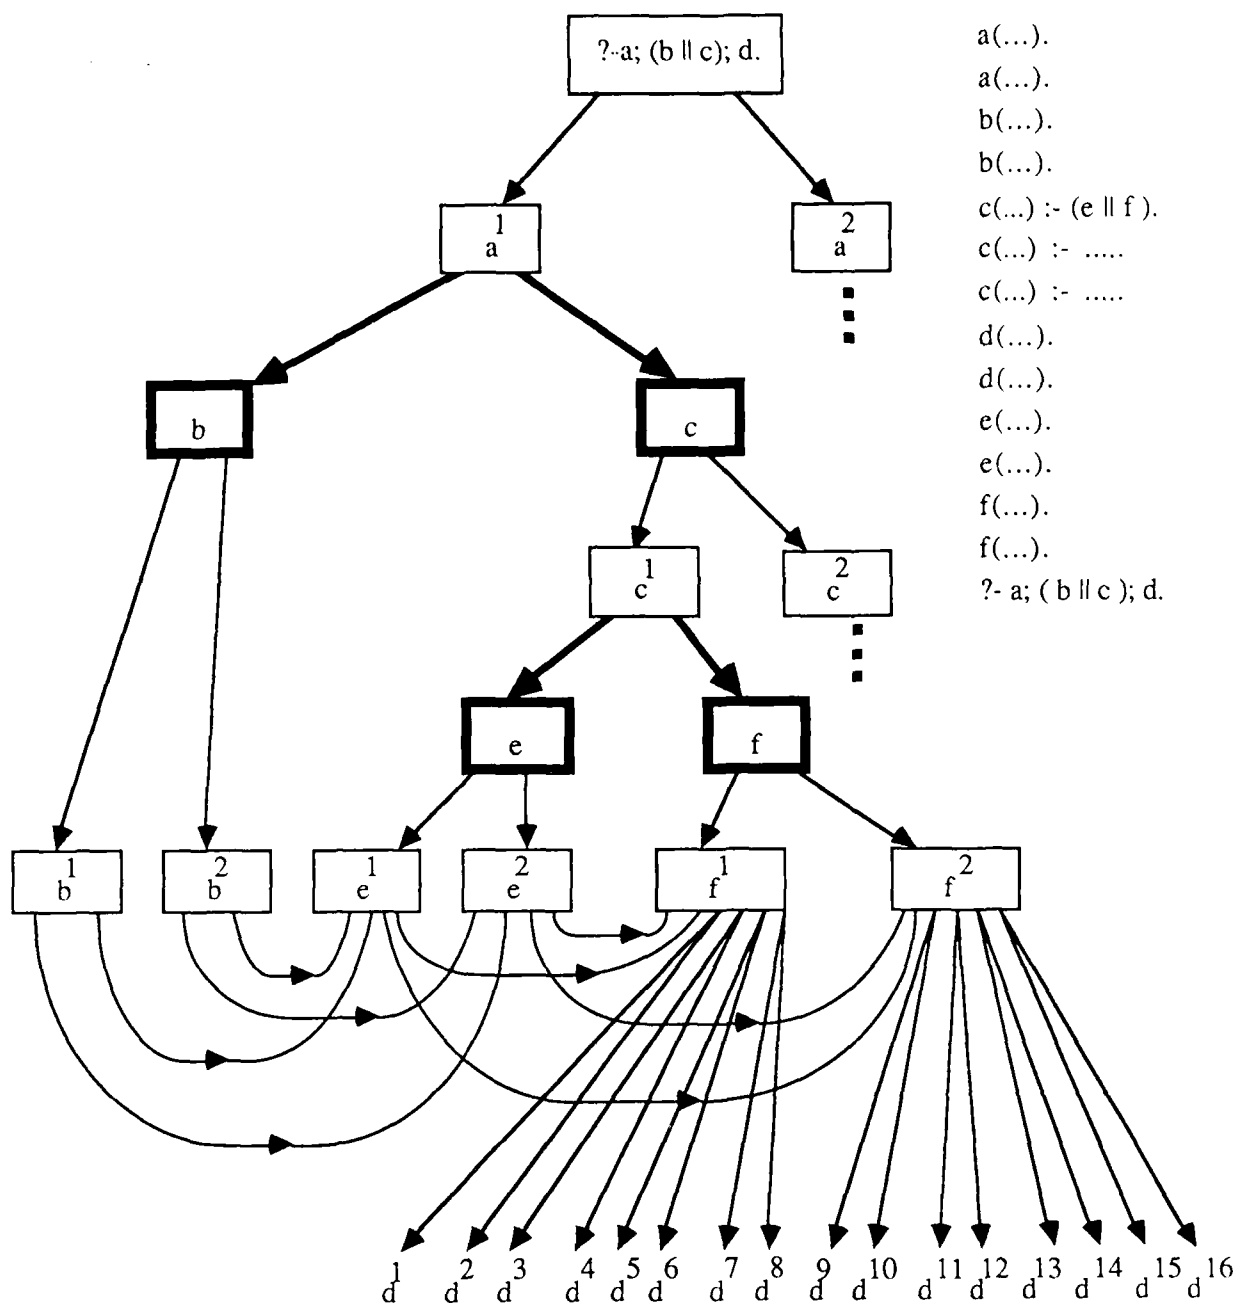 ?-a; (b || c); d.
a(...).
a(...).
b(...).
b(...).
c(...) :- (e || f ).
c(...) :- .....
c(...) :- .....
d(...).
d(...).
e(...).
e(...).
f(...).
f(...).
?- a; ( b || c ); d.
a¹
a²
b
c
c¹
c²
e
f
b¹
b²
e¹
e²
f¹
f²
d¹ d² d³ d⁴ d⁵ d⁶ d⁷ d⁸ d⁹ d¹⁰ d¹¹ d¹² d¹³ d¹⁴ d¹⁵ d¹⁶